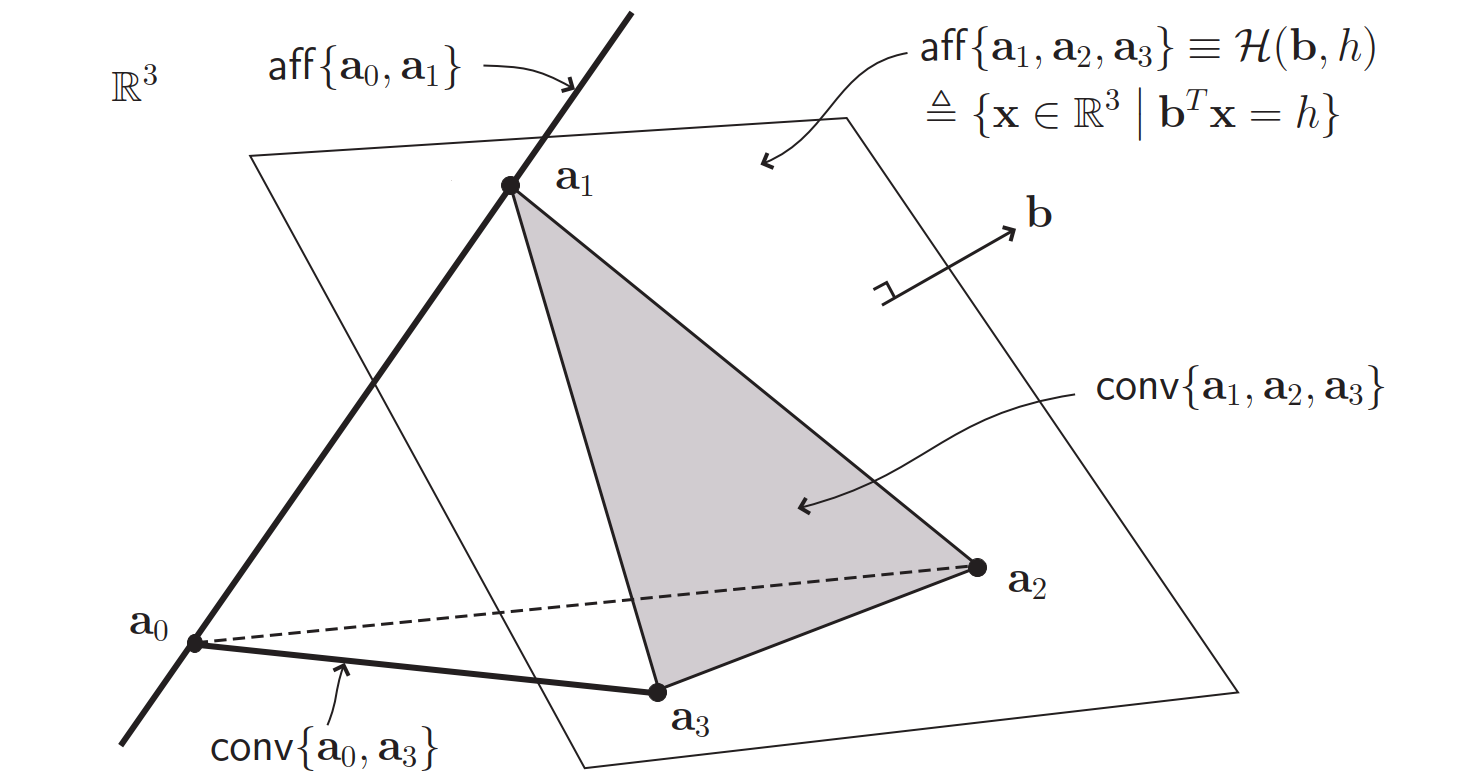 ℝ³
aff{a₀, a₁}
aff{a₁, a₂, a₃} ≡ ℋ(b, h)
≜ {x ∈ ℝ³ | bᵀx = h}
a₁
b
conv{a₁, a₂, a₃}
a₂
a₀
a₃
conv{a₀, a₃}